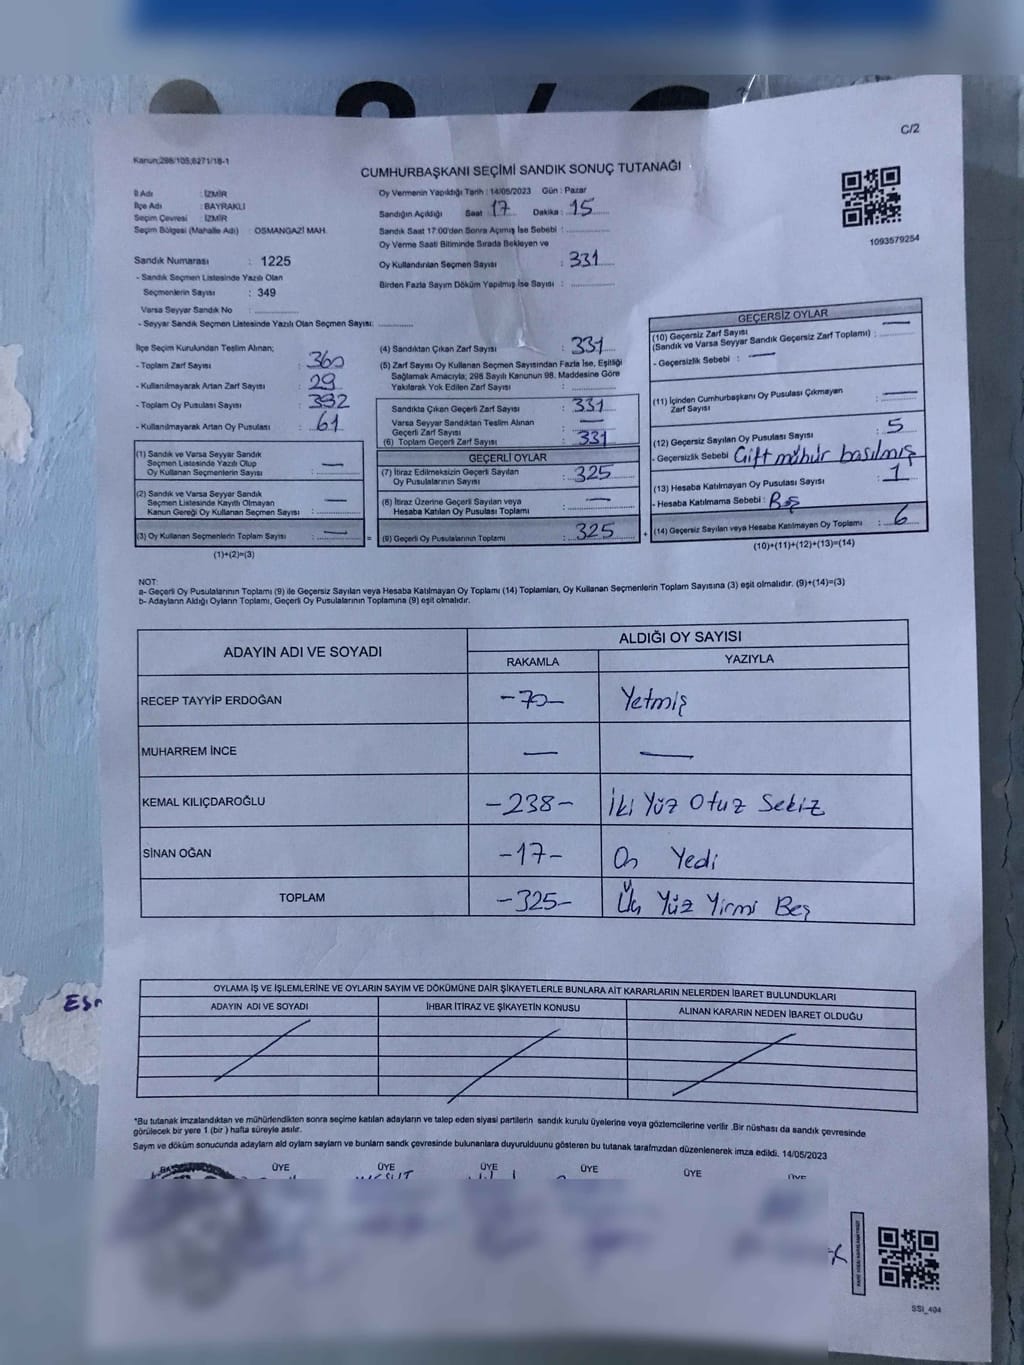 C/2
Kanun;298/105,6271/18-1
CUMHURBAŞKANI SEÇİMİ SANDIK SONUÇ TUTANAĞI
İl Adı : İZMİR
İlçe Adı : BAYRAKLI
Seçim Çevresi : İZMİR
Seçim Bölgesi (Mahalle Adı) : OSMANGAZİ MAH.
Sandık Numarası : 1225
- Sandık Seçmen Listesinde Yazılı Olan
Seçmenlerin Sayısı : 349
Varsa Seyyar Sandık No :
- Seyyar Sandık Seçmen Listesinde Yazılı Olan Seçmen Sayısı:
Oy Vermenin Yapıldığı Tarih : 14/05/2023 Gün : Pazar
Sandığın Açıldığı Saat 17 Dakika : 15
Sandık Saat 17:00'den Sonra Açılmış İse Sebebi :
Oy Verme Saati Bitiminde Sırada Bekleyen ve
Oy Kullandırılan Seçmen Sayısı : 331
Birden Fazla Sayım Döküm Yapılmış İse Sayısı :
1093579254
İlçe Seçim Kurulundan Teslim Alınan;
- Toplam Zarf Sayısı : 360
- Kullanılmayarak Artan Zarf Sayısı : 29
- Toplam Oy Pusulası Sayısı : 392
- Kullanılmayarak Artan Oy Pusulası : 61
(1) Sandık ve Varsa Seyyar Sandık
Seçmen Listesinde Yazılı Olup
Oy Kullanan Seçmenlerin Sayısı : —
(2) Sandık ve Varsa Seyyar Sandık
Seçmen Listesinde Kayıtlı Olmayan
Kanun Gereği Oy Kullanan Seçmen Sayısı : —
(3) Oy Kullanan Seçmenlerin Toplam Sayısı : —
(1)+(2)=(3)
(4) Sandıktan Çıkan Zarf Sayısı : 331
(5) Zarf Sayısı Oy Kullanan Seçmen Sayısından Fazla İse, Eşitliği
Sağlamak Amacıyla; 298 Sayılı Kanunun 98. Maddesine Göre
Yakılarak Yok Edilen Zarf Sayısı :
Sandıkta Çıkan Geçerli Zarf Sayısı : 331
Varsa Seyyar Sandıktan Teslim Alınan
Geçerli Zarf Sayısı : —
(6) Toplam Geçerli Zarf Sayısı : 331
GEÇERLİ OYLAR
(7) İtiraz Edilmeksizin Geçerli Sayılan
Oy Pusulalarının Sayısı : 325
(8) İtiraz Üzerine Geçerli Sayılan veya
Hesaba Katılan Oy Pusulası Toplamı : —
= (9) Geçerli Oy Pusulalarının Toplamı : 325
GEÇERSİZ OYLAR
(10) Geçersiz Zarf Sayısı
(Sandık ve Varsa Seyyar Sandık Geçersiz Zarf Toplamı) : —
- Geçersizlik Sebebi : —
(11) İçinden Cumhurbaşkanı Oy Pusulası Çıkmayan
Zarf Sayısı : —
(12) Geçersiz Sayılan Oy Pusulası Sayısı : 5
- Geçersizlik Sebebi Çift mühür basılmış
(13) Hesaba Katılmayan Oy Pusulası Sayısı : 1
- Hesaba Katılmama Sebebi : Boş
+ (14) Geçersiz Sayılan veya Hesaba Katılmayan Oy Toplamı : 6
(10)+(11)+(12)+(13)=(14)
NOT:
a- Geçerli Oy Pusulalarının Toplamı (9) ile Geçersiz Sayılan veya Hesaba Katılmayan Oy Toplamı (14) Toplamları, Oy Kullanan Seçmenlerin Toplam Sayısına (3) eşit olmalıdır. (9)+(14)=(3)
b- Adayların Aldığı Oyların Toplamı, Geçerli Oy Pusulalarının Toplamına (9) eşit olmalıdır.
ADAYIN ADI VE SOYADI
ALDIĞI OY SAYISI
RAKAMLA YAZIYLA
RECEP TAYYİP ERDOĞAN -70- Yetmiş
MUHARREM İNCE — —
KEMAL KILIÇDAROĞLU -238- İki Yüz Otuz Sekiz
SİNAN OĞAN -17- On Yedi
TOPLAM -325- Üç Yüz Yirmi Beş
OYLAMA İŞ VE İŞLEMLERİNE VE OYLARIN SAYIM VE DÖKÜMÜNE DAİR ŞİKAYETLERLE BUNLARA AİT KARARLARIN NELERDEN İBARET BULUNDUKLARI
ADAYIN ADI VE SOYADI İHBAR İTİRAZ VE ŞİKAYETİN KONUSU ALINAN KARARIN NEDEN İBARET OLDUĞU
*Bu tutanak imzalandıktan ve mühürlendikten sonra seçime katılan adayların ve talep eden siyasi partilerin sandık kurulu üyelerine veya gözlemcilerine verilir .Bir nüshası da sandık çevresinde
görülecek bir yere 1 (bir ) hafta süreyle asılır.
Sayım ve döküm sonucunda adayların ald oyların sayların ve bunların sandk çevresinde bulunanlara duyurulduunu gösteren bu tutanak tarafımzdan düzenlenerek imza edildi. 14/05/2023
ÜYE ÜYE ÜYE ÜYE ÜYE ÜYE
SSI_404